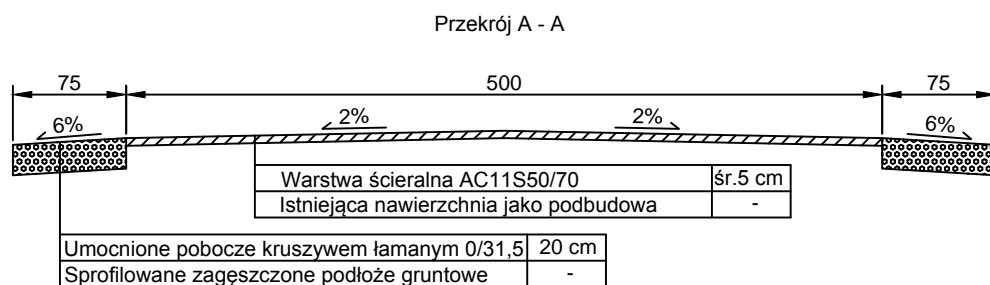 Przekrój A - A
75 500 75
6% 2% 2% 6%
Warstwa ścieralna AC11S50/70 śr.5 cm
Istniejąca nawierzchnia jako podbudowa -
Umocnione pobocze kruszywem łamanym 0/31,5 20 cm
Sprofilowane zagęszczone podłoże gruntowe -